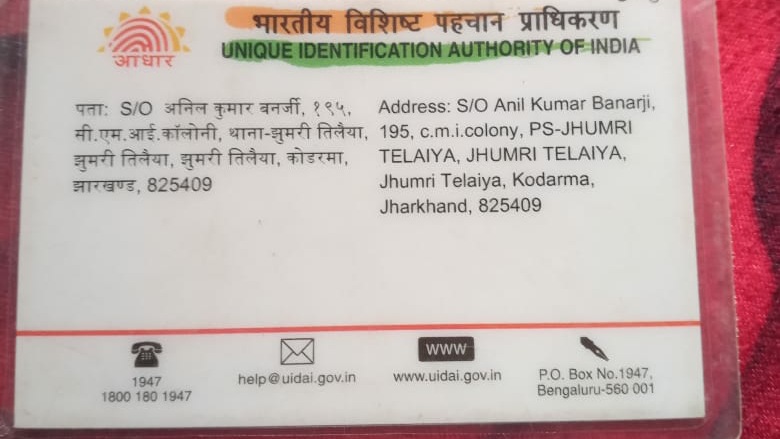 भारतीय विशिष्ट पहचान प्राधिकरण
UNIQUE IDENTIFICATION AUTHORITY OF INDIA
आधार
पता: S/O अनिल कुमार बनर्जी, १९५,
सी.एम.आई.कॉलोनी, थाना-झुमरी तिलैया,
झुमरी तिलैया, झुमरी तिलैया, कोडरमा,
झारखण्ड, 825409
Address: S/O Anil Kumar Banarji,
195, c.m.i.colony, PS-JHUMRI
TELAIYA, JHUMRI TELAIYA,
Jhumri Telaiya, Kodarma,
Jharkhand, 825409
1947
1800 180 1947
help@uidai.gov.in
www
www.uidai.gov.in
P.O. Box No.1947,
Bengaluru-560 001